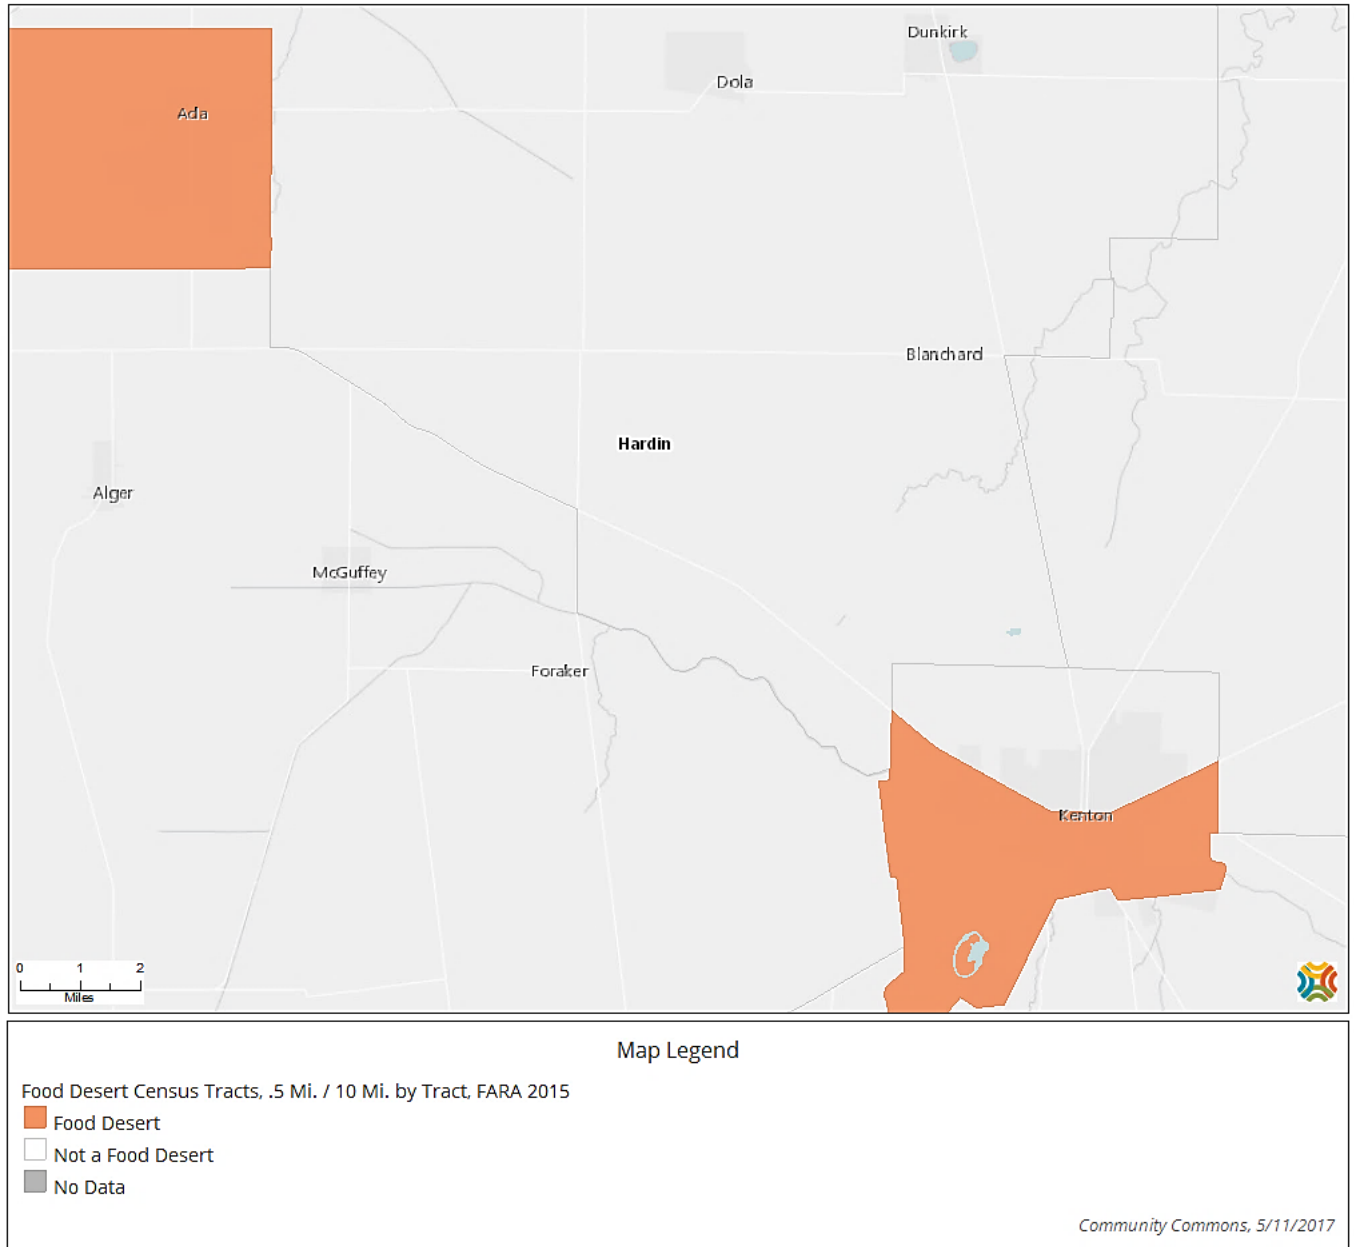 Dunkirk
Dola
Ada
Blanchard
Hardin
Alger
McGuffey
Foraker
Kenton
0 1 2
Miles
Map Legend
Food Desert Census Tracts, .5 Mi. / 10 Mi. by Tract, FARA 2015
Food Desert
Not a Food Desert
No Data
Community Commons, 5/11/2017